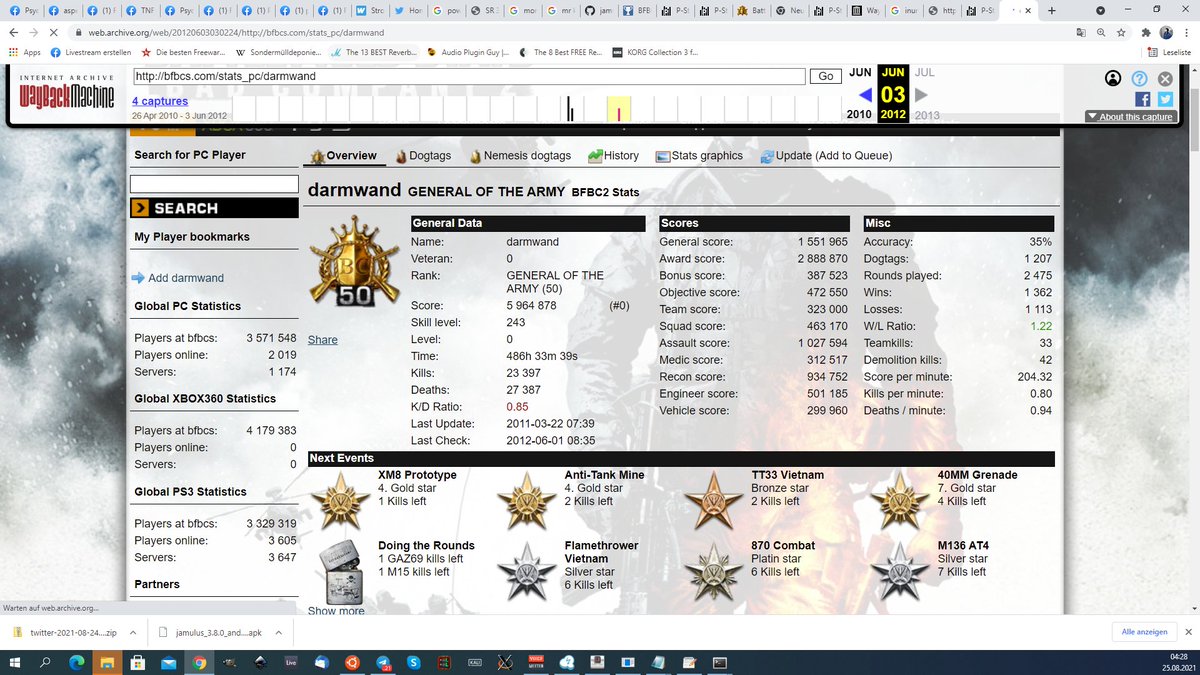 Psyc
aspe
(1) F
TNF
Psyc
(1) F
(1) F
(1) p
(1) F
Stro
Hor
pov
SR 3
mo
mr l
jam
BFB
P-St
P-St
Batt
Neu
P-St
Way
inu
http
P-St
web.archive.org/web/20120603030224/http://bfbcs.com/stats_pc/darmwand
Apps
Livestream erstellen
Die besten Freewar...
Sondermülldeponie...
The 13 BEST Reverb...
Audio Plugin Guy |...
The 8 Best FREE Re...
KORG Collection 3 f...
Leseliste
INTERNET ARCHIVE
WayBackMachine
http://bfbcs.com/stats_pc/darmwand
Go
JUN
JUN
JUL
4 captures
03
26 Apr 2010 - 3 Jun 2012
2010
2012
2013
About this capture
Search for PC Player
Overview
Dogtags
Nemesis dogtags
History
Stats graphics
Update (Add to Queue)
SEARCH
My Player bookmarks
Add darmwand
Global PC Statistics
Players at bfbcs: 3 571 548
Players online: 2 019
Servers: 1 174
Global XBOX360 Statistics
Players at bfbcs: 4 179 383
Players online: 0
Servers: 0
Global PS3 Statistics
Players at bfbcs: 3 329 319
Players online: 3 605
Servers: 3 647
Partners
darmwand GENERAL OF THE ARMY BFBC2 Stats
BC
50
Share
General Data
Name: darmwand
Veteran: 0
Rank: GENERAL OF THE
ARMY (50)
Score: 5 964 878 (#0)
Skill level: 243
Level: 0
Time: 486h 33m 39s
Kills: 23 397
Deaths: 27 387
K/D Ratio: 0.85
Last Update: 2011-03-22 07:39
Last Check: 2012-06-01 08:35
Scores
General score: 1 551 965
Award score: 2 888 870
Bonus score: 387 523
Objective score: 472 550
Team score: 323 000
Squad score: 463 170
Assault score: 1 027 594
Medic score: 312 517
Recon score: 934 752
Engineer score: 501 185
Vehicle score: 299 960
Misc
Accuracy: 35%
Dogtags: 1 207
Rounds played: 2 475
Wins: 1 362
Losses: 1 113
W/L Ratio: 1.22
Teamkills: 33
Demolition kills: 42
Score per minute: 204.32
Kills per minute: 0.80
Deaths / minute: 0.94
Next Events
XM8 Prototype
4. Gold star
1 Kills left
Anti-Tank Mine
4. Gold star
2 Kills left
TT33 Vietnam
Bronze star
2 Kills left
40MM Grenade
7. Gold star
4 Kills left
Doing the Rounds
1 GAZ69 kills left
1 M15 kills left
Flamethrower
Vietnam
Silver star
6 Kills left
870 Combat
Platin star
6 Kills left
M136 AT4
Silver star
7 Kills left
Show more
Warten auf web.archive.org...
twitter-2021-08-24....zip
jamulus_3.8.0_and....apk
Alle anzeigen
Live
04:28
25.08.2021